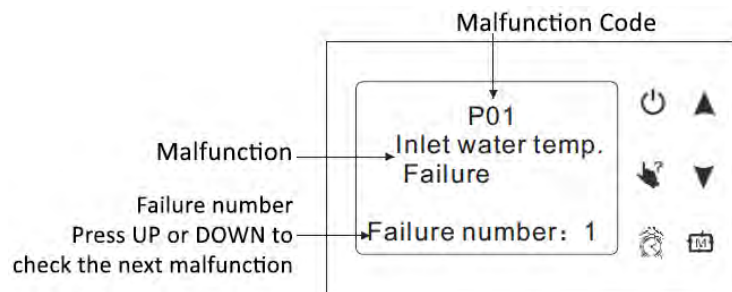 Malfunction Code
P01
Inlet water temp.
Failure
Malfunction
Failure number
Press UP or DOWN to
check the next malfunction
Failure number: 1
?
M